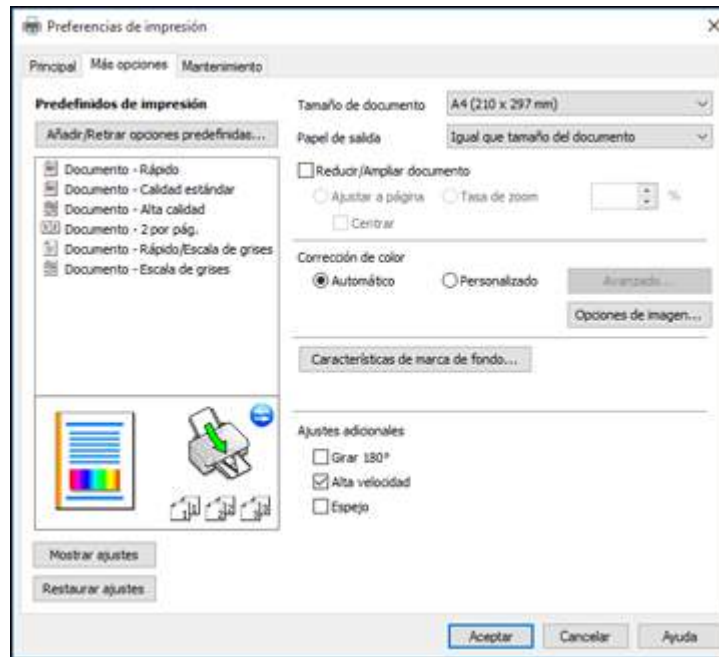 Preferencias de impresión
Principal Más opciones Mantenimiento
Predefinidos de impresión
Añadir/Retirar opciones predefinidas...
Documento - Rápido
Documento - Calidad estándar
Documento - Alta calidad
Documento - 2 por pág.
Documento - Rápido/Escala de grises
Documento - Escala de grises
Mostrar ajustes
Restaurar ajustes
Tamaño de documento A4 (210 x 297 mm)
Papel de salida Igual que tamaño del documento
Reducir/Ampliar documento
Ajustar a página Tasa de zoom %
Centrar
Corrección de color
Automático Personalizado Avanzado...
Opciones de imagen...
Características de marca de fondo...
Ajustes adicionales
Girar 180°
Alta velocidad
Espejo
Aceptar Cancelar Ayuda